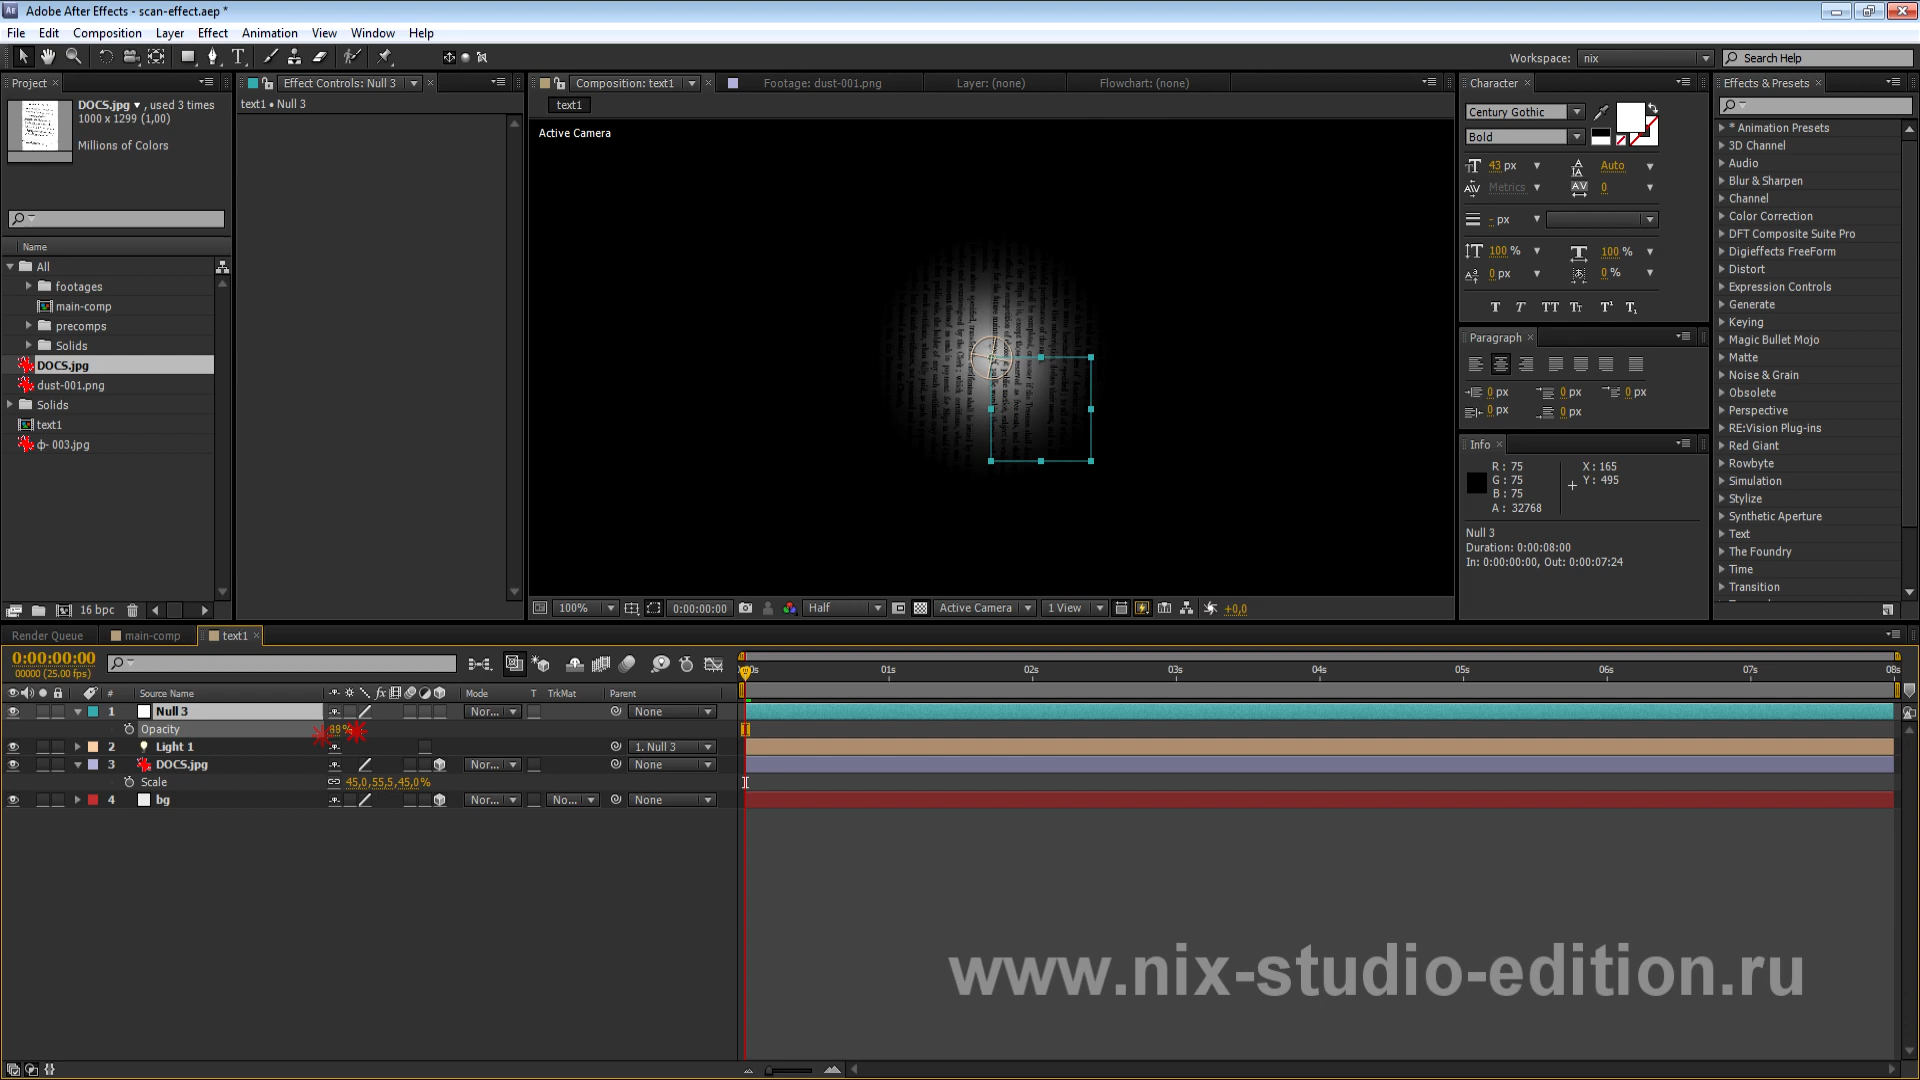 Adobe After Effects - scan-effect.aep *
File Edit Composition Layer Effect Animation View Window Help
Workspace: nix Search Help
Project
DOCS.jpg , used 3 times
1000 x 1299 (1,00)
Millions of Colors
Name
All
footages
main-comp
precomps
Solids
DOCS.jpg
dust-001.png
Solids
text1
ф- 003.jpg
16 bpc
Effect Controls: Null 3
text1 • Null 3
Composition: text1 Footage: dust-001.png Layer: (none) Flowchart: (none)
text1
Active Camera
100% 0:00:00:00 Half Active Camera 1 View +0,0
Character
Century Gothic
Bold
43 px Auto
Metrics 0
- px
100 % 100 %
0 px 0 %
Paragraph
0 px 0 px 0 px
0 px 0 px
Info
R : 75 X : 165
G : 75 Y : 495
B : 75
A : 32768
Null 3
Duration: 0:00:08:00
In: 0:00:00:00, Out: 0:00:07:24
Effects & Presets
* Animation Presets
3D Channel
Audio
Blur & Sharpen
Channel
Color Correction
DFT Composite Suite Pro
Digieffects FreeForm
Distort
Expression Controls
Generate
Keying
Magic Bullet Mojo
Matte
Noise & Grain
Obsolete
Perspective
RE:Vision Plug-ins
Red Giant
Rowbyte
Simulation
Stylize
Synthetic Aperture
Text
The Foundry
Time
Transition
Render Queue main-comp text1
0:00:00:00
00000 (25.00 fps)
01s 02s 03s 04s 05s 06s 07s 08s
# Source Name Mode T TrkMat Parent
1 Null 3 Nor... None
Opacity
2 Light 1 1. Null 3
3 DOCS.jpg Nor... None
Scale 45,0,55,5,45,0%
4 bg Nor... No... None
www.nix-studio-edition.ru